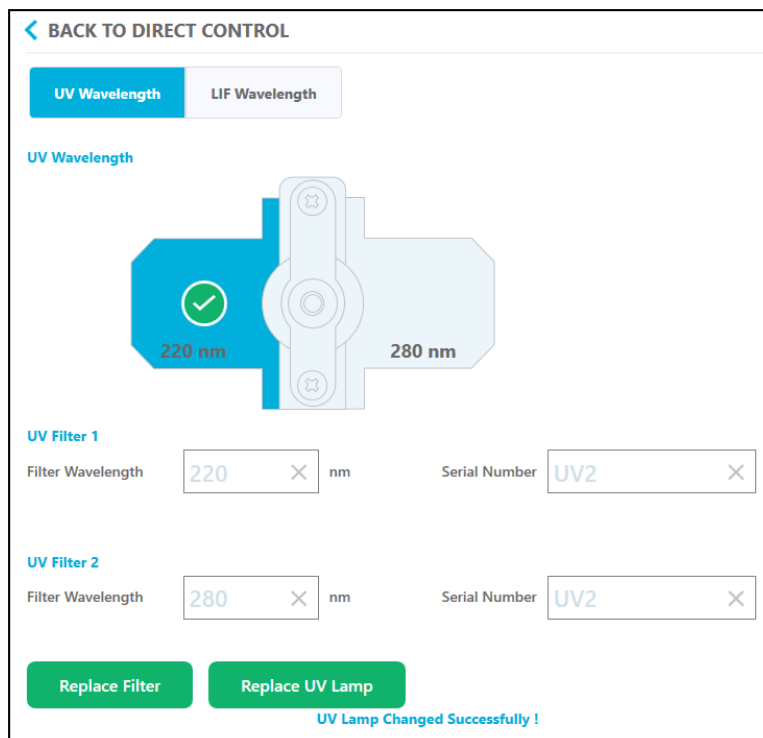 BACK TO DIRECT CONTROL
UV Wavelength LIF Wavelength
UV Wavelength
220 nm 280 nm
UV Filter 1
Filter Wavelength 220 nm Serial Number UV2
UV Filter 2
Filter Wavelength 280 nm Serial Number UV2
Replace Filter Replace UV Lamp
UV Lamp Changed Successfully !